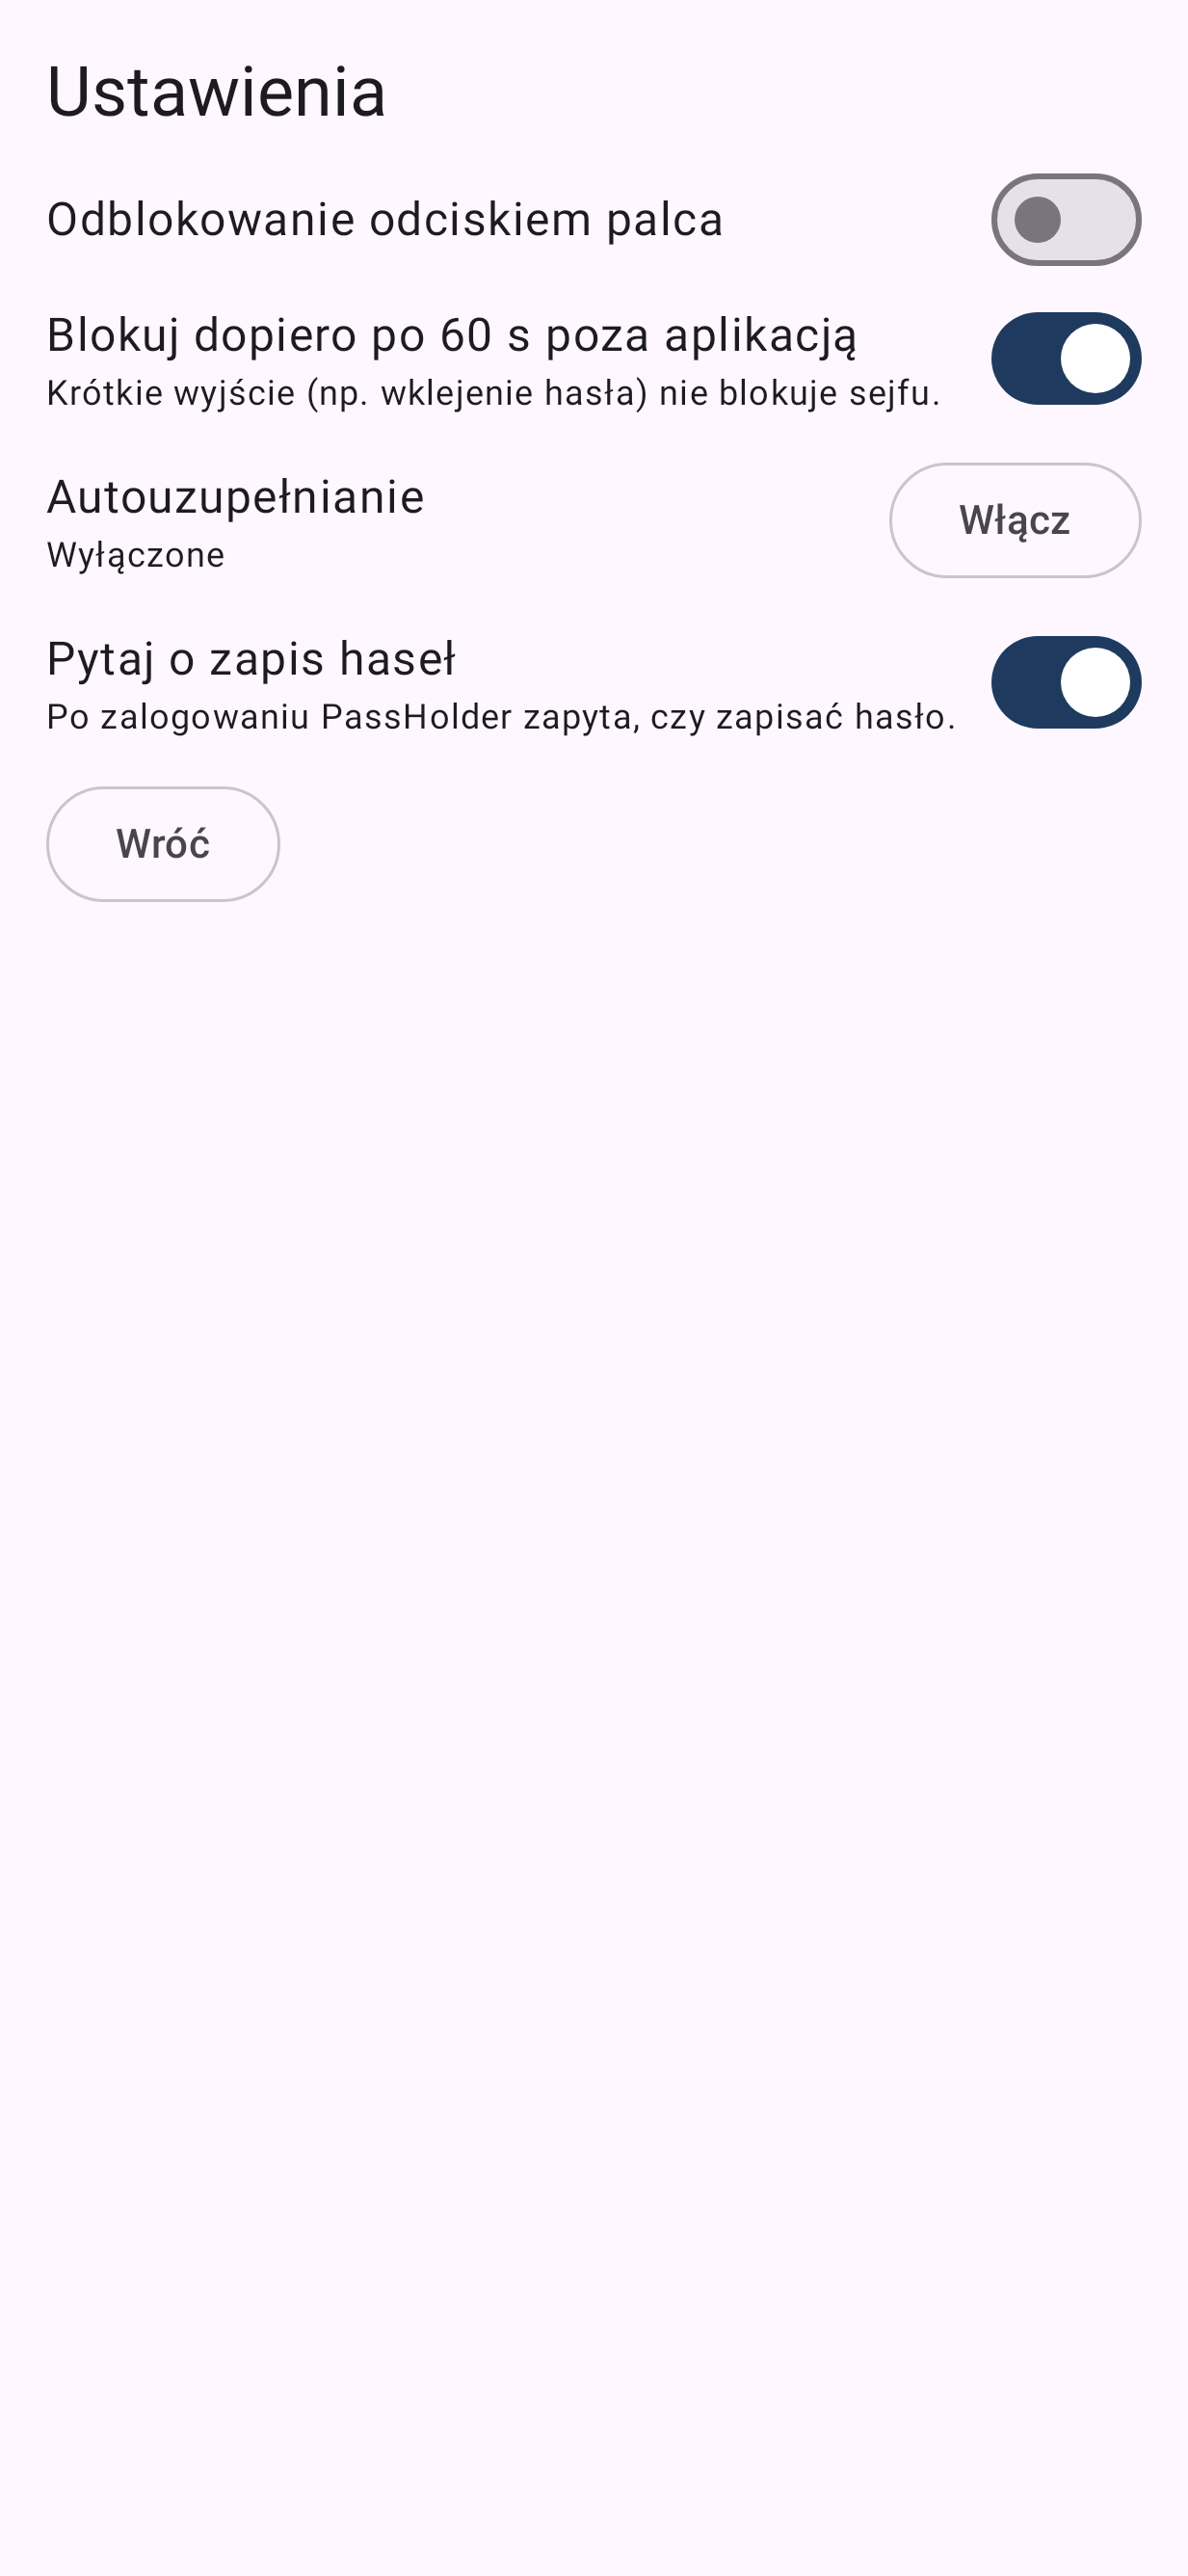 Ustawienia
Odblokowanie odciskiem palca
Blokuj dopiero po 60 s poza aplikacją
Krótkie wyjście (np. wklejenie hasła) nie blokuje sejfu.
Autouzupełnianie
Wyłączone
Włącz
Pytaj o zapis haseł
Po zalogowaniu PassHolder zapyta, czy zapisać hasło.
Wróć